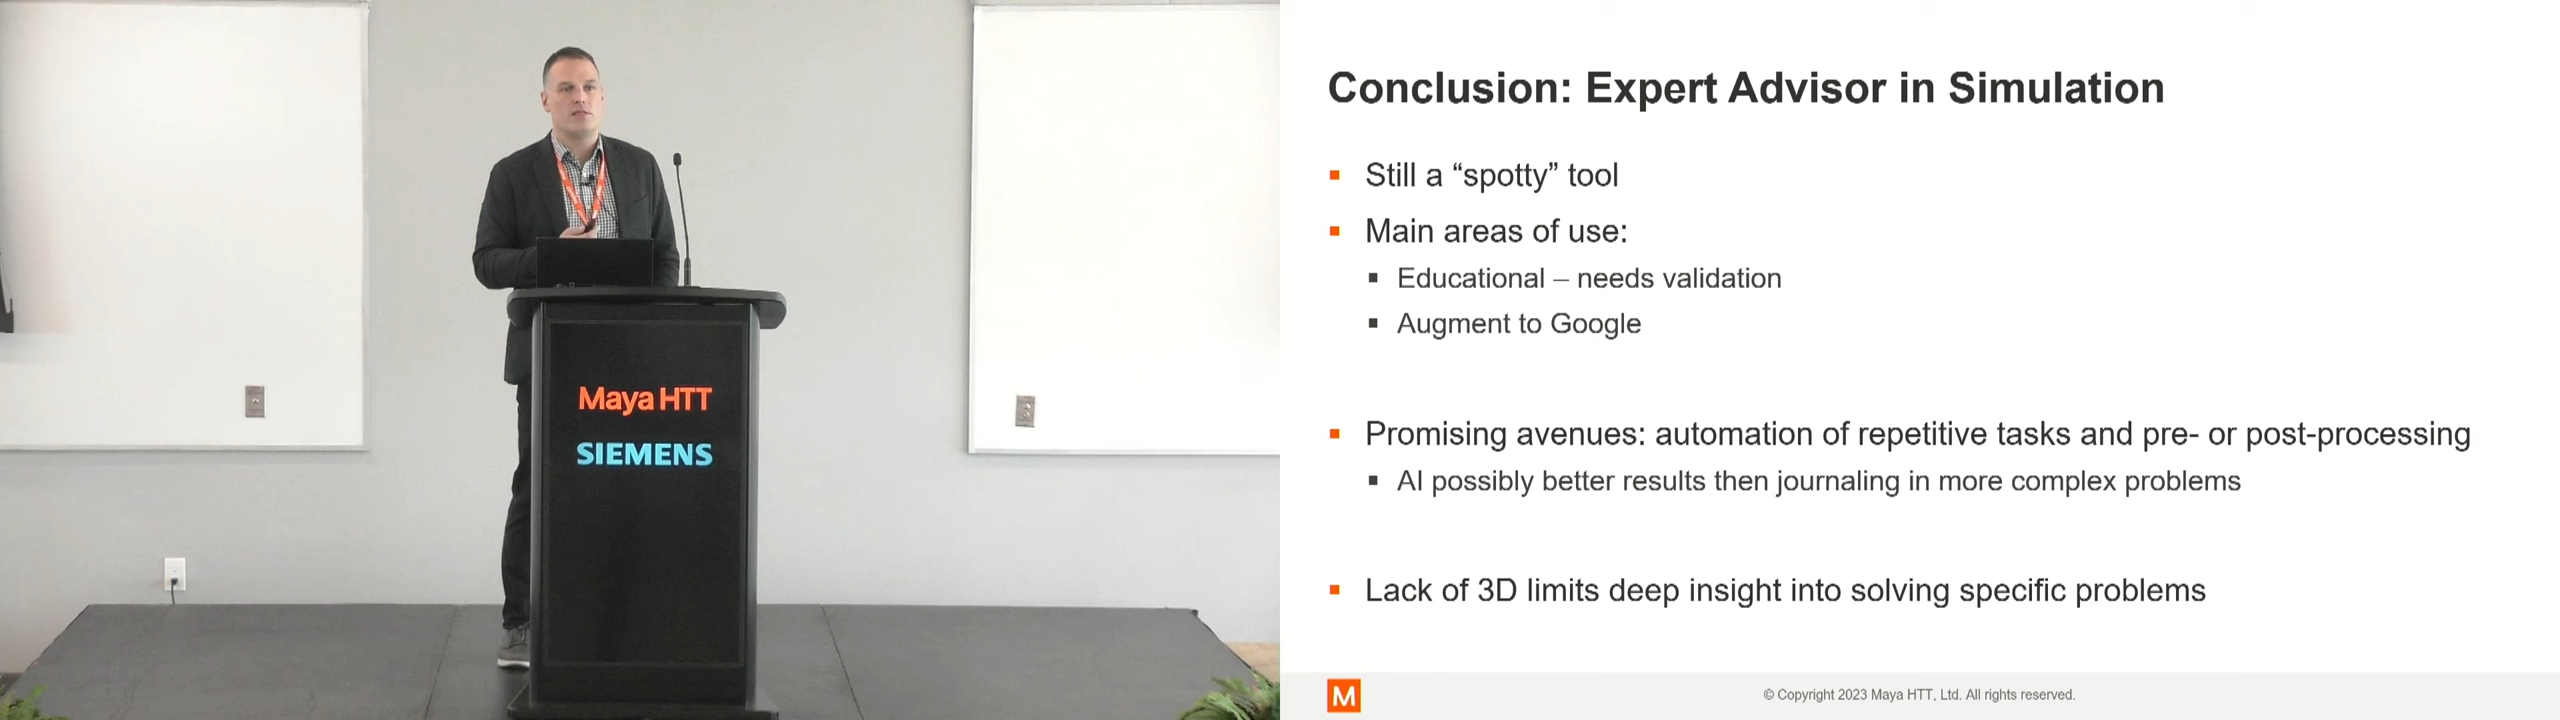 Maya HTT
SIEMENS
Conclusion: Expert Advisor in Simulation
Still a “spotty” tool
Main areas of use:
Educational – needs validation
Augment to Google
Promising avenues: automation of repetitive tasks and pre- or post-processing
AI possibly better results then journaling in more complex problems
Lack of 3D limits deep insight into solving specific problems
M
© Copyright 2023 Maya HTT, Ltd. All rights reserved.